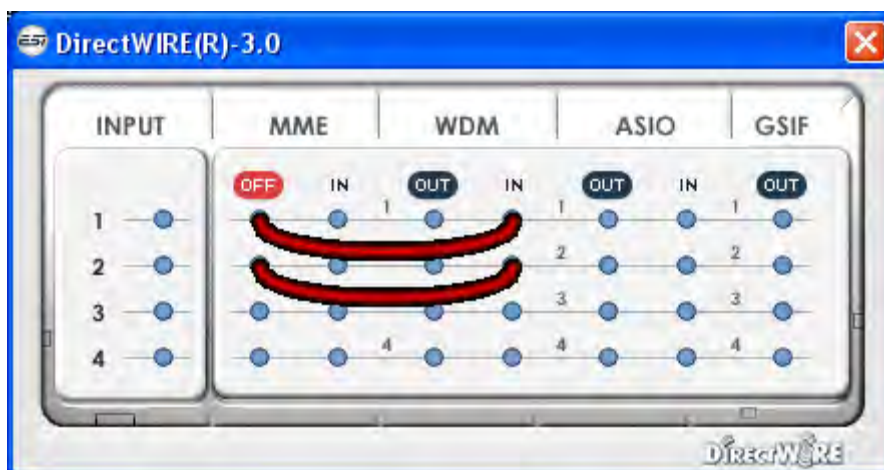 ESI DirectWIRE(R)-3.0
INPUT MME WDM ASIO GSIF
OFF IN OUT IN OUT IN OUT
1 1 1 1
2 2 2
3 3 3
4 4 4 4
DIRECTWIRE